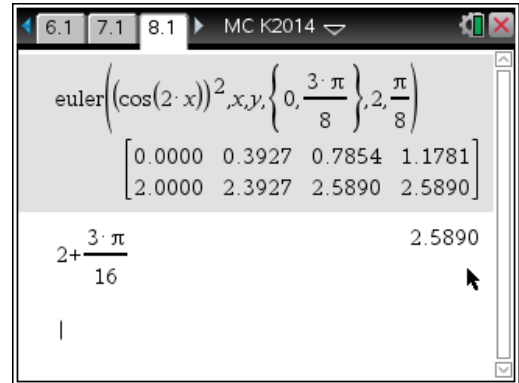 6.1 7.1 8.1 MC K2014
euler((cos(2·x))²,x,y,{0,3·π/8},2,π/8)
[0.0000 0.3927 0.7854 1.1781
2.0000 2.3927 2.5890 2.5890]
2+3·π/16 2.5890